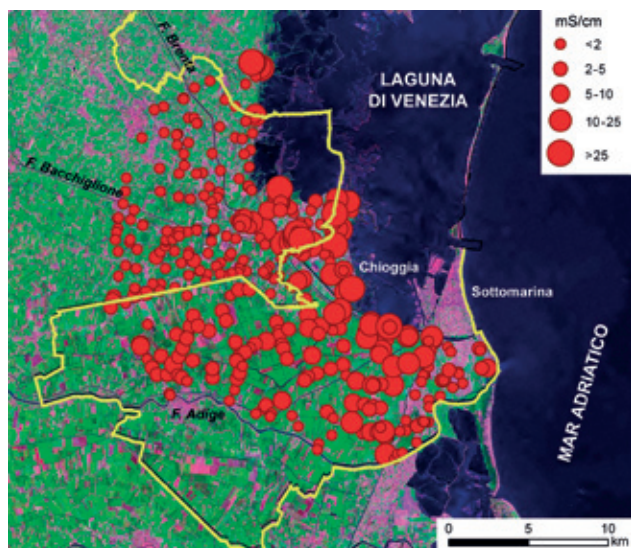 mS/cm
<2
2-5
5-10
10-25
>25
F. Brenta
LAGUNA
DI VENEZIA
F. Bacchiglione
Chioggia
Sottomarina
F. Adige
MAR ADRIATICO
0 5 10
km